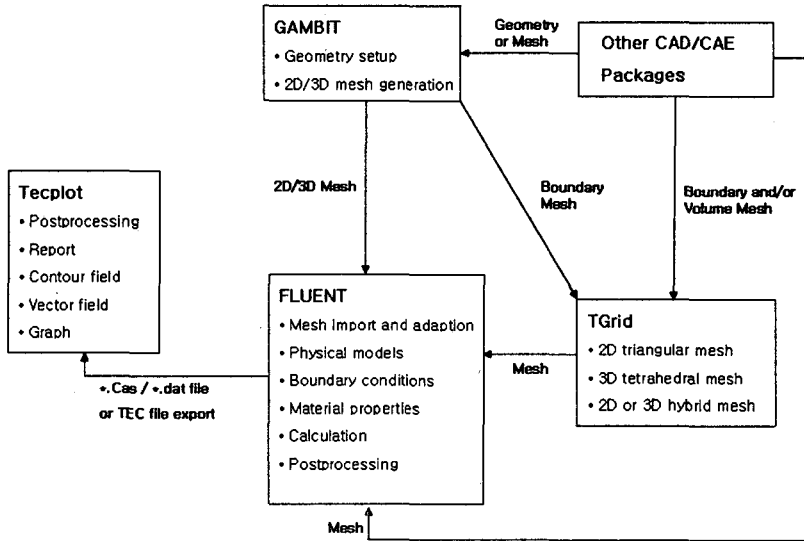 GAMBIT
• Geometry setup
• 2D/3D mesh generation
Geometry
or Mesh
Other CAD/CAE
Packages
2D/3D Mesh
Boundary
Mesh
Boundary and/or
Volume Mesh
Tecplot
• Postprocessing
• Report
• Contour field
• Vector field
• Graph
*.Cas / *.dat file
or TEC file export
FLUENT
• Mesh import and adaption
• Physical models
• Boundary conditions
• Material properties
• Calculation
• Postprocessing
Mesh
TGrid
• 2D triangular mesh
• 3D tetrahedral mesh
• 2D or 3D hybrid mesh
Mesh